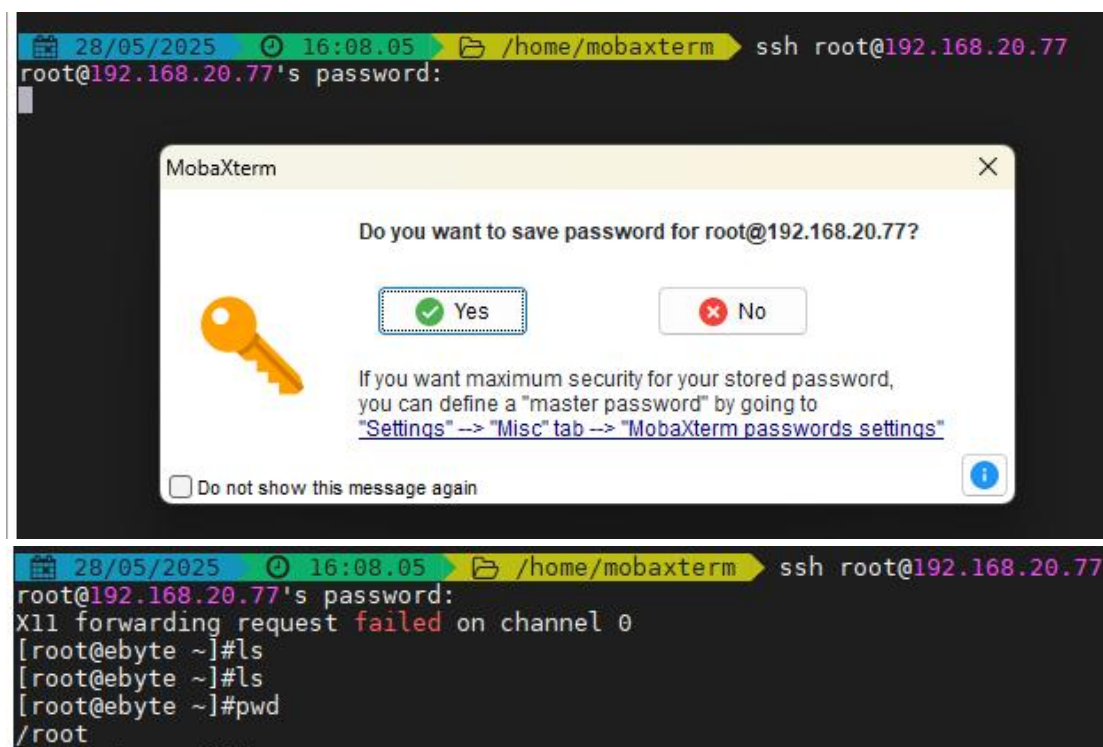 28/05/2025 16:08.05 /home/mobaxterm ssh root@192.168.20.77
root@192.168.20.77's password:
MobaXterm
Do you want to save password for root@192.168.20.77?
Yes No
If you want maximum security for your stored password,
you can define a "master password" by going to
"Settings" --> "Misc" tab --> "MobaXterm passwords settings"
Do not show this message again
28/05/2025 16:08.05 /home/mobaxterm ssh root@192.168.20.77
root@192.168.20.77's password:
X11 forwarding request failed on channel 0
[root@ebyte ~]#ls
[root@ebyte ~]#ls
[root@ebyte ~]#pwd
/root